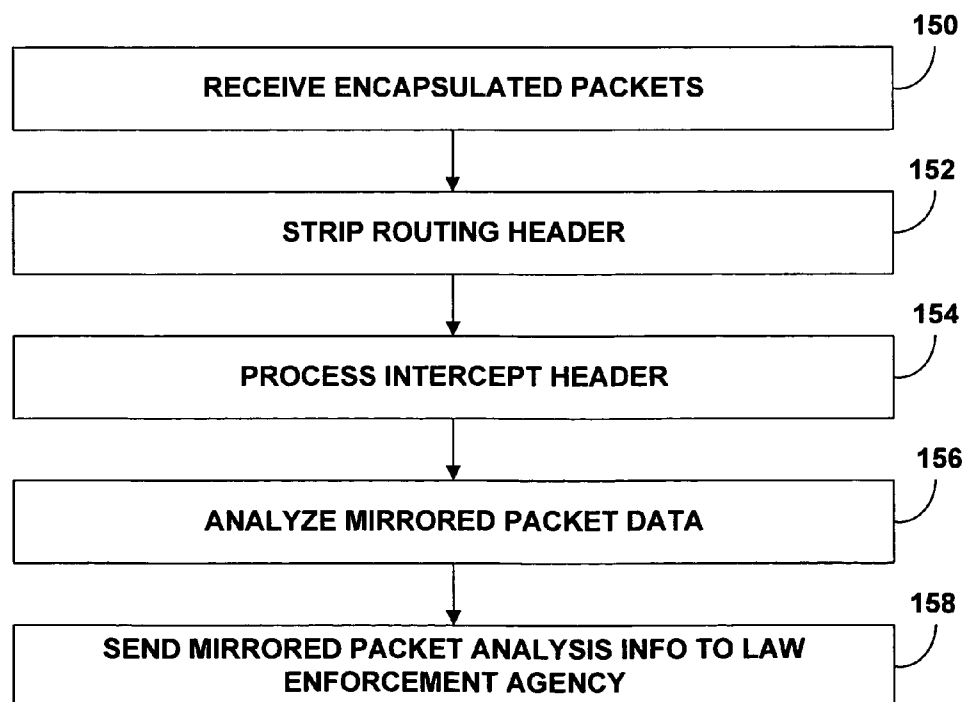 150
RECEIVE ENCAPSULATED PACKETS
152
STRIP ROUTING HEADER
154
PROCESS INTERCEPT HEADER
156
ANALYZE MIRRORED PACKET DATA
158
SEND MIRRORED PACKET ANALYSIS INFO TO LAW
ENFORCEMENT AGENCY